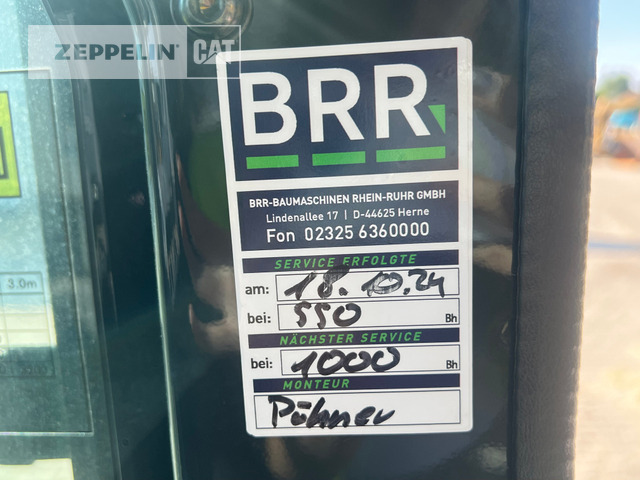 ZEPPELIN CAT
BRR
BRR-BAUMASCHINEN RHEIN-RUHR GMBH
Lindenallee 17 | D-44625 Herne
Fon 02325 6360000
SERVICE ERFOLGTE
am: 18.10.24
bei: 550 Bh
NÄCHSTER SERVICE
bei: 1000 Bh
MONTEUR
Pöhner
3.0m